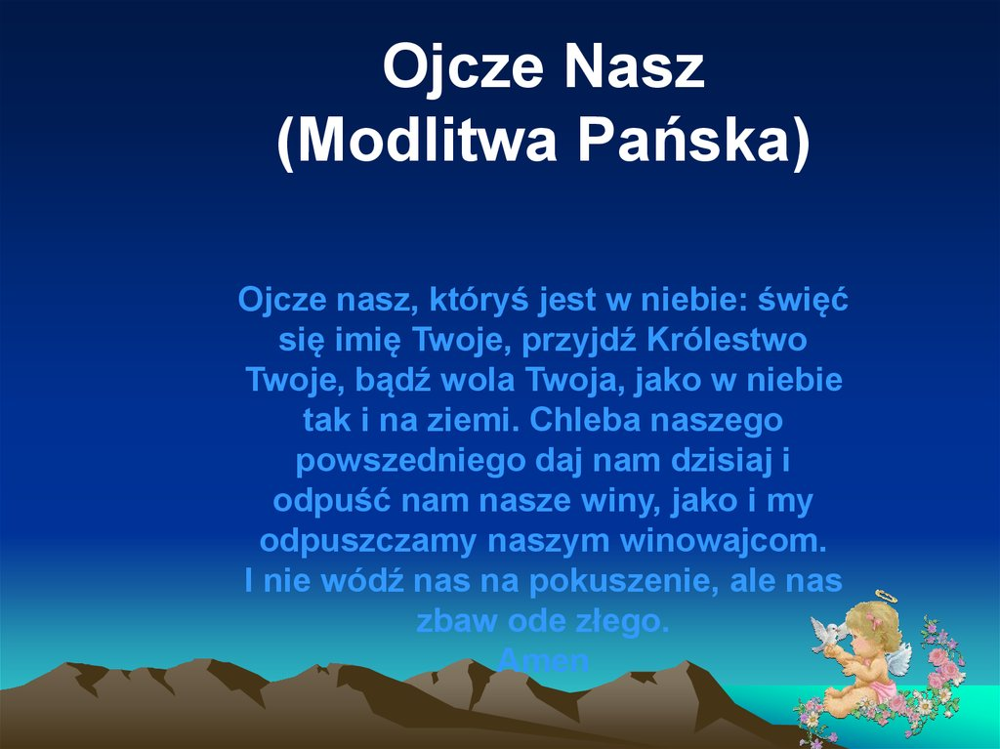 Ojcze Nasz
(Modlitwa Pańska)
Ojcze nasz, któryś jest w niebie: święć
się imię Twoje, przyjdź Królestwo
Twoje, bądź wola Twoja, jako w niebie
tak i na ziemi. Chleba naszego
powszedniego daj nam dzisiaj i
odpuść nam nasze winy, jako i my
odpuszczamy naszym winowajcom.
I nie wódź nas na pokuszenie, ale nas
zbaw ode złego.
Amen